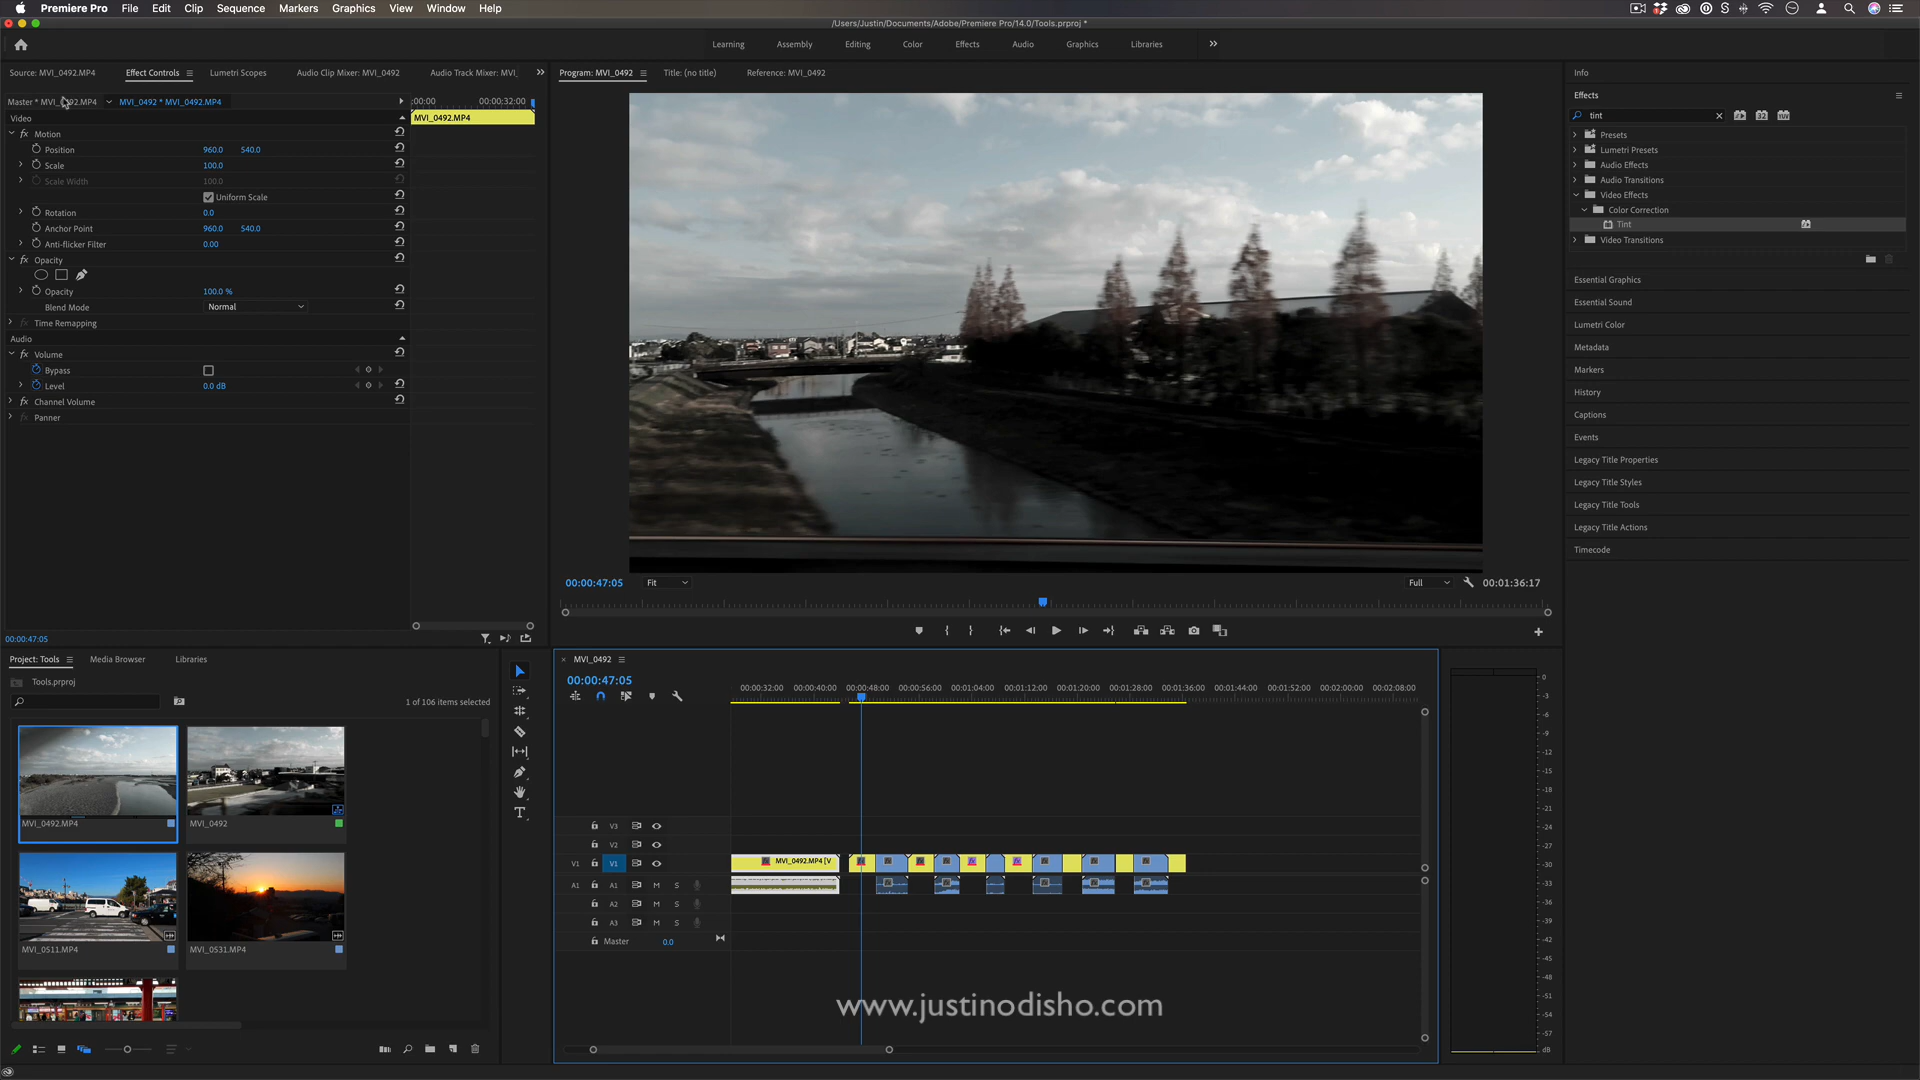 Premiere Pro File Edit Clip Sequence Markers Graphics View Window Help
/Users/Justin/Documents/Adobe/Premiere Pro/14.0/Tools.prproj *
Learning Assembly Editing Color Effects Audio Graphics Libraries
Source: MVI_0492.MP4 Effect Controls Lumetri Scopes Audio Clip Mixer: MVI_0492 Audio Track Mixer: MVI_
Master * MVI_0492.MP4 MVI_0492 * MVI_0492.MP4
:00:00 00:00:32:00
Video
MVI_0492.MP4
fx Motion
Position 960.0 540.0
Scale 100.0
Scale Width 100.0
Uniform Scale
Rotation 0.0
Anchor Point 960.0 540.0
Anti-flicker Filter 0.00
fx Opacity
Opacity 100.0 %
Blend Mode Normal
fx Time Remapping
Audio
fx Volume
Bypass
Level 0.0 dB
fx Channel Volume
fx Panner
00:00:47:05
Program: MVI_0492 Title: (no title) Reference: MVI_0492
00:00:47:05 Fit Full 00:01:36:17
Info
Effects
tint
Presets
Lumetri Presets
Audio Effects
Audio Transitions
Video Effects
Color Correction
Tint
Video Transitions
Essential Graphics
Essential Sound
Lumetri Color
Metadata
Markers
History
Captions
Events
Legacy Title Properties
Legacy Title Styles
Legacy Title Tools
Legacy Title Actions
Timecode
Project: Tools Media Browser Libraries
Tools.prproj
1 of 106 items selected
MVI_0492.MP4 MVI_0492
MVI_0511.MP4 MVI_0531.MP4
MVI_0492
00:00:47:05
00:00:32:00 00:00:40:00 00:00:48:00 00:00:56:00 00:01:04:00 00:01:12:00 00:01:20:00 00:01:28:00 00:01:36:00 00:01:44:00 00:01:52:00 00:02:00:00 00:02:08:00
V3
V2
V1 V1 MVI_0492.MP4 [V
A1 A1 M S
A2 M S
A3 M S
Master 0.0
0
-3
-6
-9
-12
-15
-18
-21
-24
-27
-30
-33
-36
-39
-42
-45
-48
-51
-54
-57
dB
www.justinodisho.com